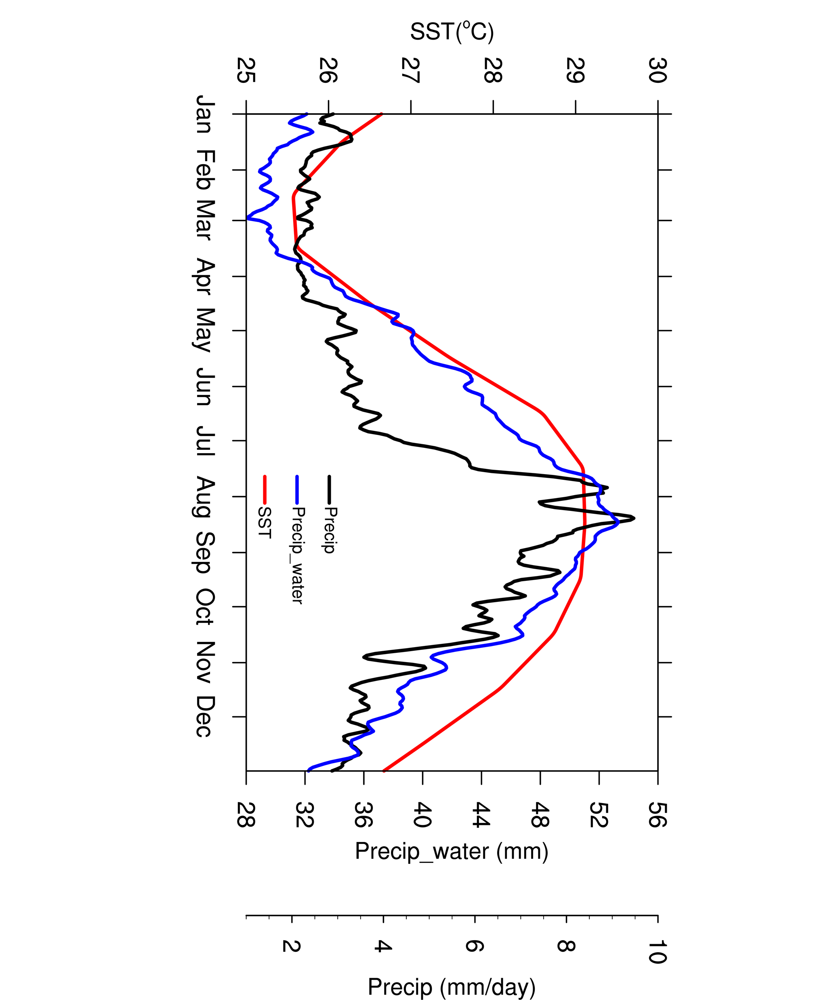 SST(°C)
25 26 27 28 29 30
Jan
Feb
Mar
Apr
May
Jun
Jul
Aug
Sep
Oct
Nov
Dec
Precip
Precip_water
SST
28 32 36 40 44 48 52 56
Precip_water (mm)
2 4 6 8 10
Precip (mm/day)